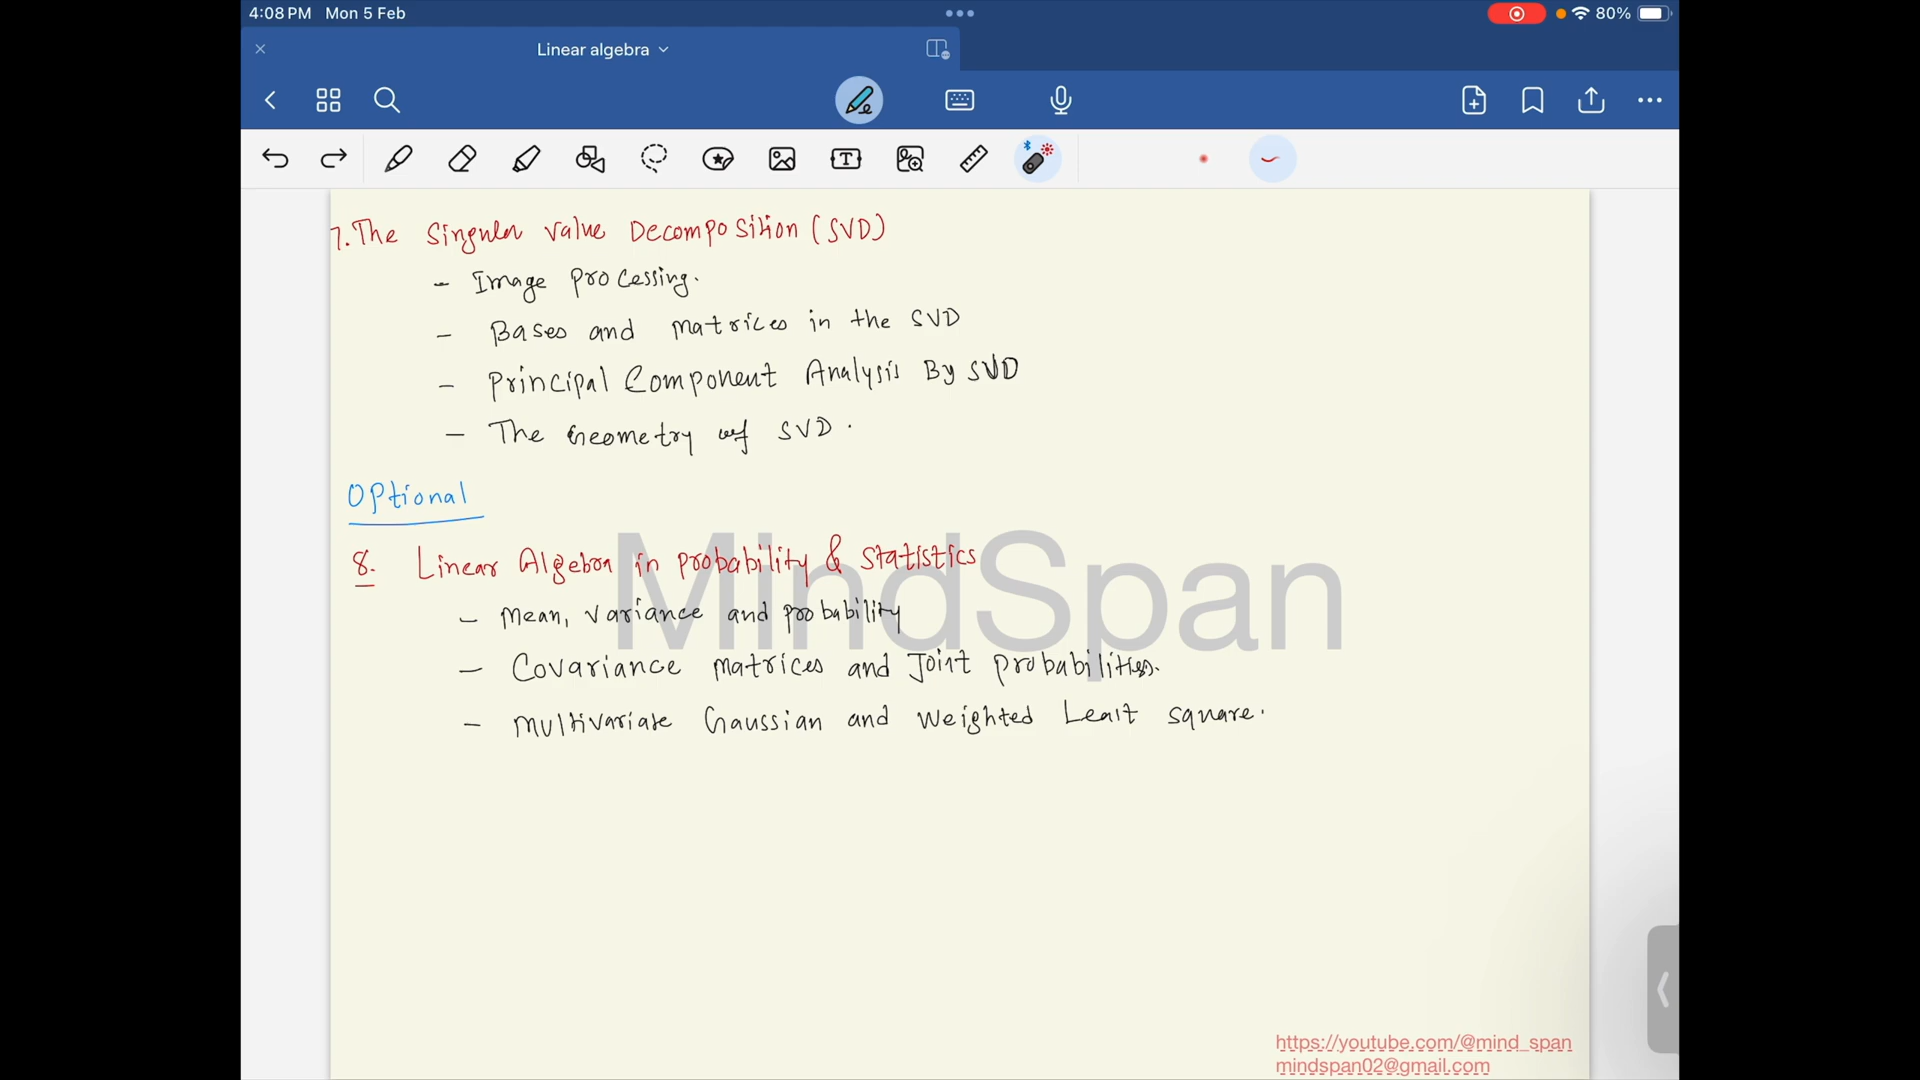 4:08 PM Mon 5 Feb
80%
Linear algebra
7. The Singular Value Decomposition (SVD)
- Image processing.
- Bases and matrices in the SVD
- Principal Component Analysis By SVD
- The Geometry of SVD.
Optional
8. Linear Algebra in probability & Statistics
- Mean, variance and probability
- Covariance matrices and Joint probabilities.
- Multivariate Gaussian and Weighted Least square.
MindSpan
https://youtube.com/@mind_span
mindspan02@gmail.com